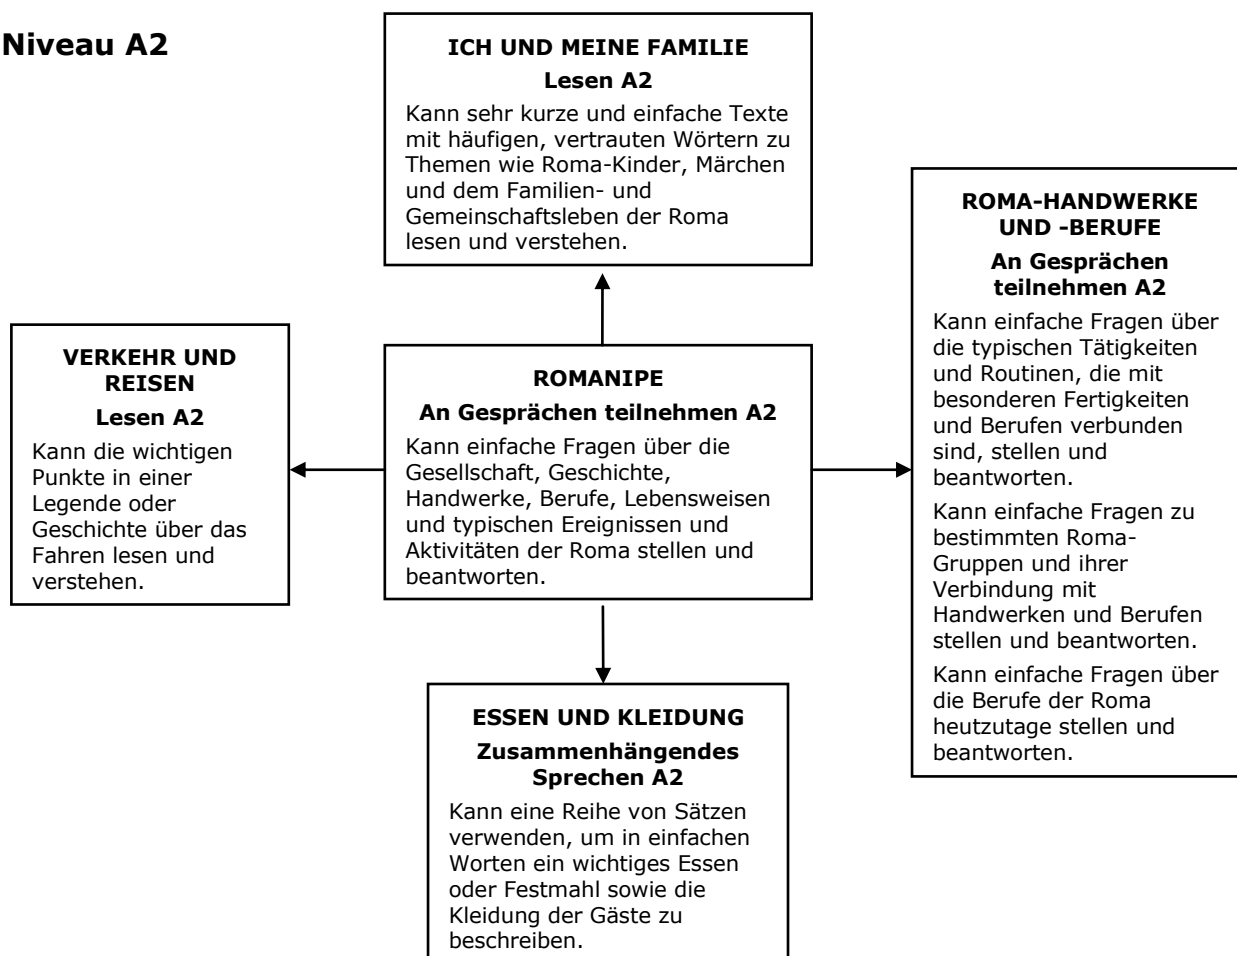 Niveau A2
ICH UND MEINE FAMILIE
Lesen A2
Kann sehr kurze und einfache Texte
mit häufigen, vertrauten Wörtern zu
Themen wie Roma-Kinder, Märchen
und dem Familien- und
Gemeinschaftsleben der Roma
lesen und verstehen.
VERKEHR UND
REISEN
Lesen A2
Kann die wichtigen
Punkte in einer
Legende oder
Geschichte über das
Fahren lesen und
verstehen.
ROMANIPE
An Gesprächen teilnehmen A2
Kann einfache Fragen über die
Gesellschaft, Geschichte,
Handwerke, Berufe, Lebensweisen
und typischen Ereignissen und
Aktivitäten der Roma stellen und
beantworten.
ROMA-HANDWERKE
UND -BERUFE
An Gesprächen
teilnehmen A2
Kann einfache Fragen über
die typischen Tätigkeiten
und Routinen, die mit
besonderen Fertigkeiten
und Berufen verbunden
sind, stellen und
beantworten.
Kann einfache Fragen zu
bestimmten Roma-
Gruppen und ihrer
Verbindung mit
Handwerken und Berufen
stellen und beantworten.
Kann einfache Fragen über
die Berufe der Roma
heutzutage stellen und
beantworten.
ESSEN UND KLEIDUNG
Zusammenhängendes
Sprechen A2
Kann eine Reihe von Sätzen
verwenden, um in einfachen
Worten ein wichtiges Essen
oder Festmahl sowie die
Kleidung der Gäste zu
beschreiben.